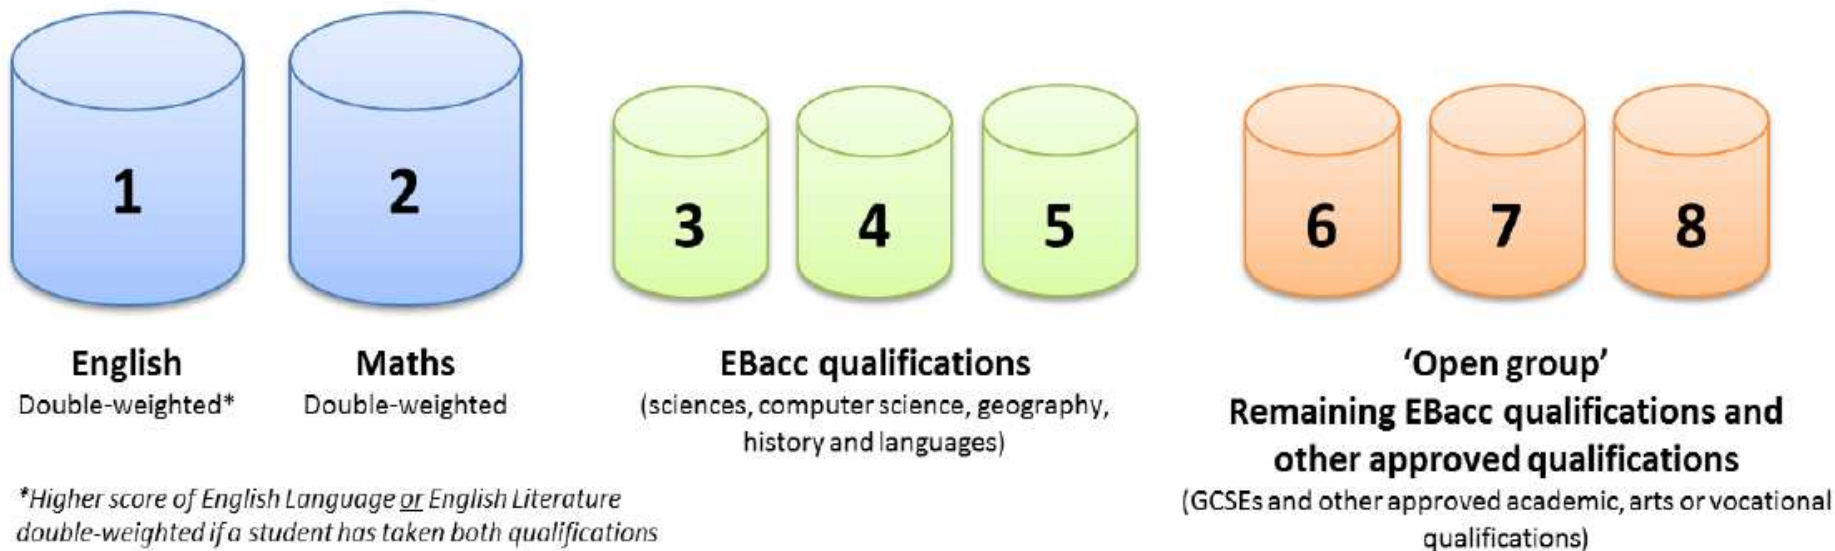 1
2
3
4
5
6
7
8
English
Double-weighted*
Maths
Double-weighted
EBacc qualifications
(sciences, computer science, geography,
history and languages)
‘Open group’
Remaining EBacc qualifications and
other approved qualifications
(GCSEs and other approved academic, arts or vocational
qualifications)
*Higher score of English Language or English Literature
double-weighted if a student has taken both qualifications